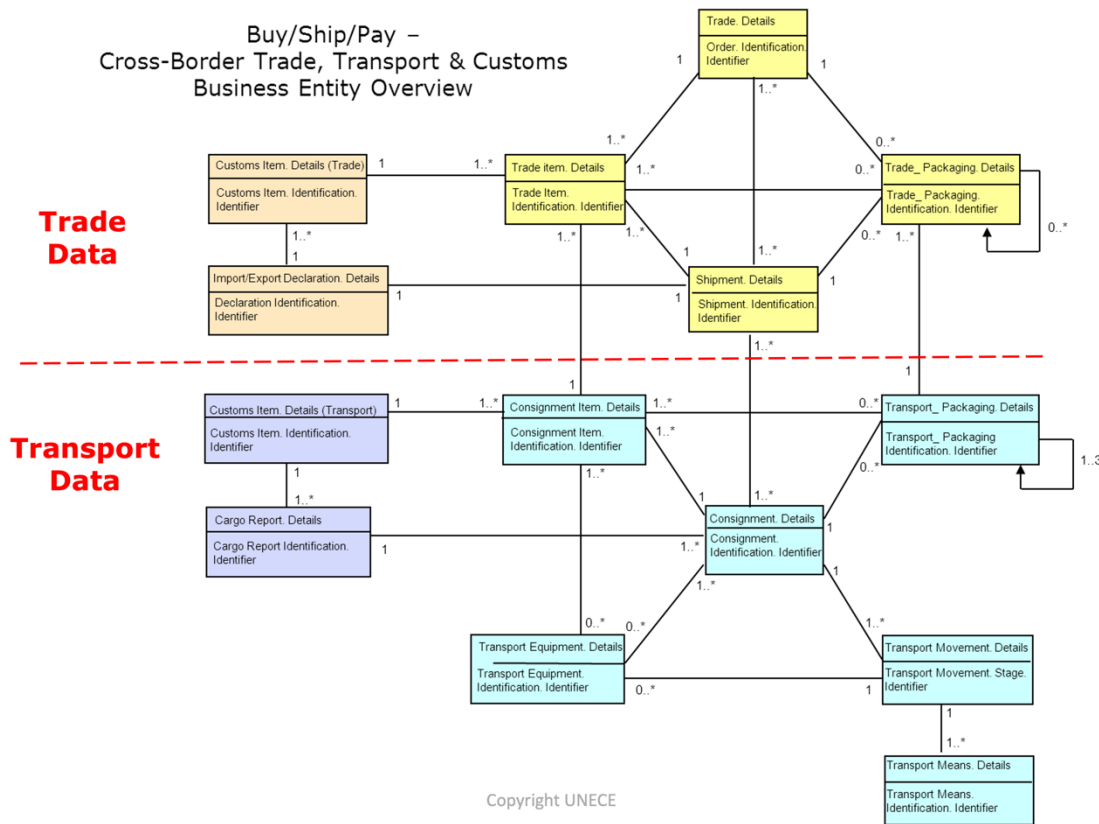 Buy/Ship/Pay –
Cross-Border Trade, Transport & Customs
Business Entity Overview
Trade. Details
Order. Identification.
Identifier
1
1
1..*
1..*
0..*
Customs Item. Details (Trade)
Customs Item. Identification.
Identifier
1
1..*
Trade item. Details
Trade Item.
Identification. Identifier
1..*
0..*
Trade_ Packaging. Details
Trade_ Packaging.
Identification. Identifier
0..*
Trade
Data
1..*
1
1..*
1..*
1
1..*
0..*
1..*
Import/Export Declaration. Details
Declaration Identification.
Identifier
1
1
Shipment. Details
Shipment. Identification.
Identifier
1
1..*
1
1
Transport
Data
Customs Item. Details (Transport)
Customs Item. Identification.
Identifier
1
1..*
Consignment Item. Details
Consignment Item.
Identification. Identifier
1..*
0..*
Transport_ Packaging. Details
Transport_ Packaging
Identification. Identifier
1..3
1
1..*
1..*
1
1..*
0..*
Cargo Report. Details
Cargo Report Identification.
Identifier
1
1..*
Consignment. Details
Consignment.
Identification. Identifier
1
1..*
1
0..*
0..*
1..*
Transport Equipment. Details
Transport Equipment.
Identification. Identifier
0..*
1
Transport Movement. Details
Transport Movement. Stage.
Identifier
1
1..*
Transport Means. Details
Transport Means.
Identification. Identifier
Copyright UNECE